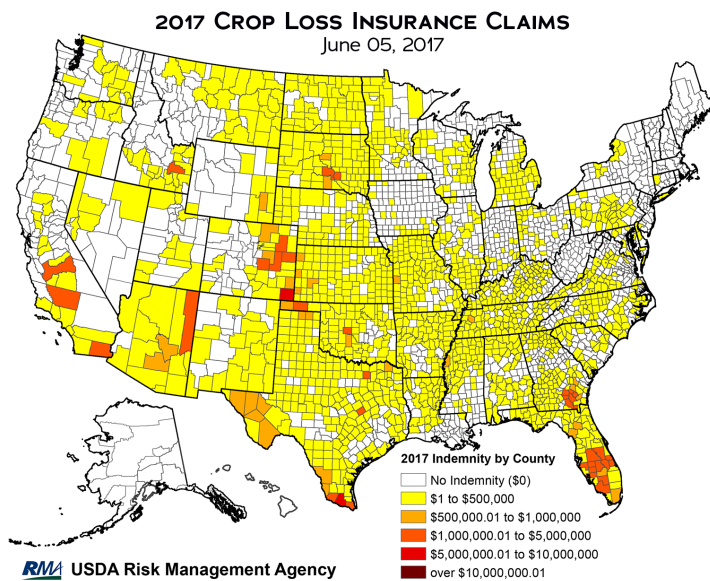 2017 Crop Loss Insurance Claims
June 05, 2017
2017 Indemnity by County
No Indemnity ($0)
$1 to $500,000
$500,000.01 to $1,000,000
$1,000,000.01 to $5,000,000
$5,000,000.01 to $10,000,000
over $10,000,000.01
RMA USDA Risk Management Agency